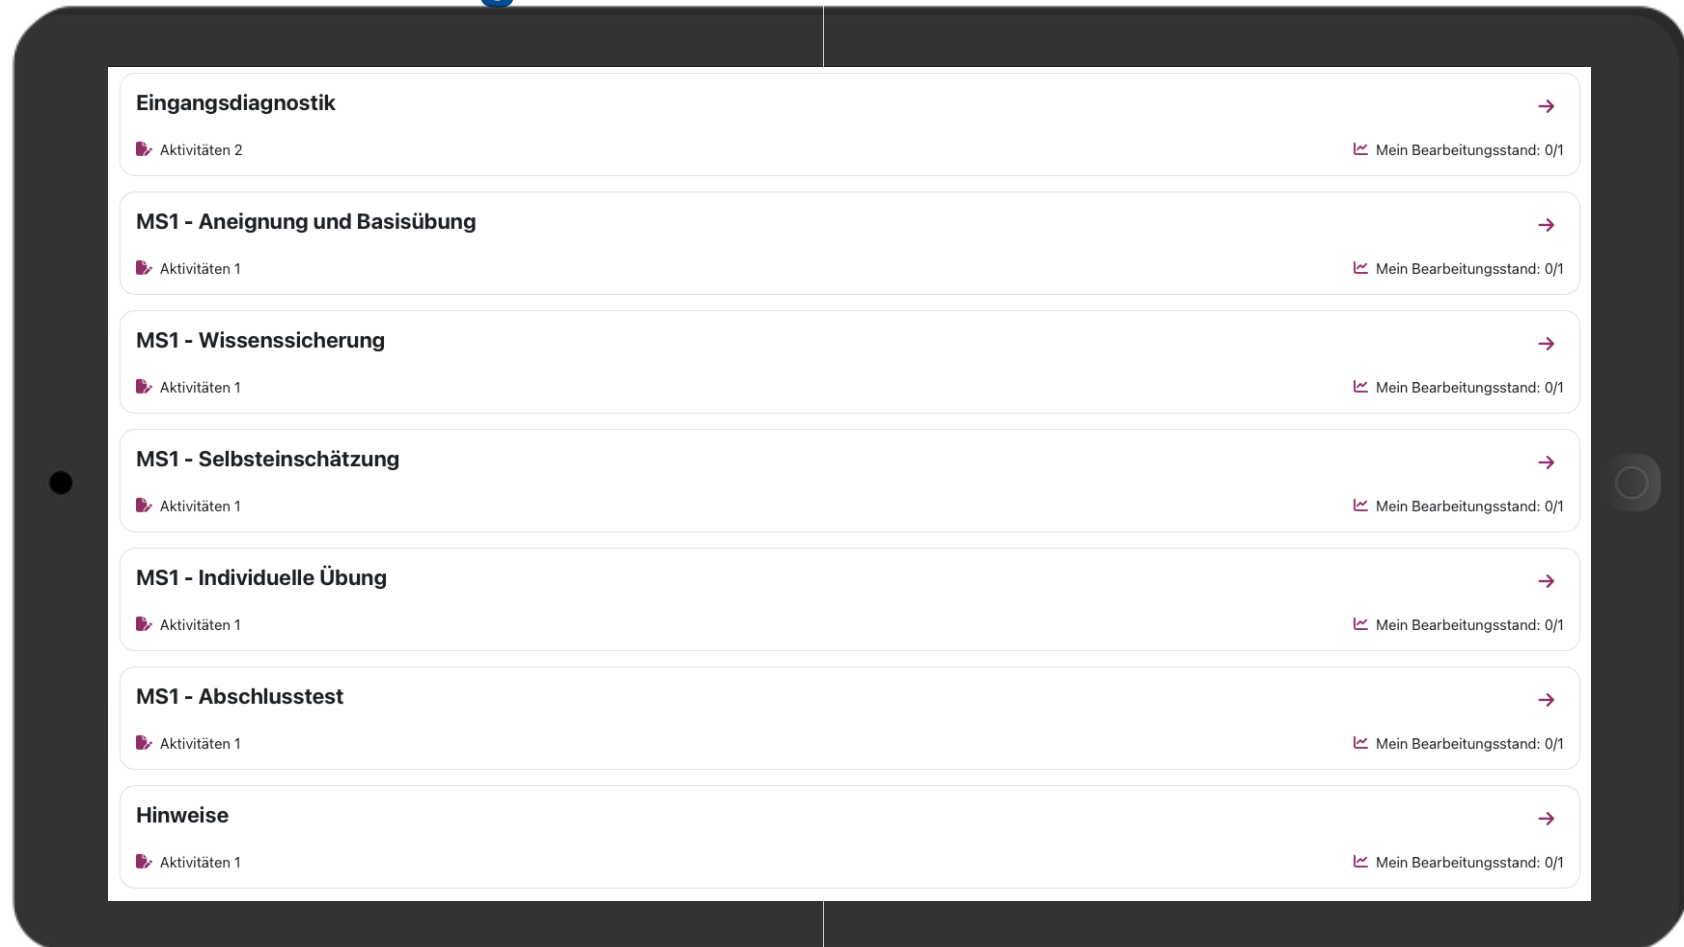 Eingangsdiagnostik
Aktivitäten 2
Mein Bearbeitungsstand: 0/1
MS1 - Aneignung und Basisübung
Aktivitäten 1
Mein Bearbeitungsstand: 0/1
MS1 - Wissenssicherung
Aktivitäten 1
Mein Bearbeitungsstand: 0/1
MS1 - Selbsteinschätzung
Aktivitäten 1
Mein Bearbeitungsstand: 0/1
MS1 - Individuelle Übung
Aktivitäten 1
Mein Bearbeitungsstand: 0/1
MS1 - Abschlusstest
Aktivitäten 1
Mein Bearbeitungsstand: 0/1
Hinweise
Aktivitäten 1
Mein Bearbeitungsstand: 0/1